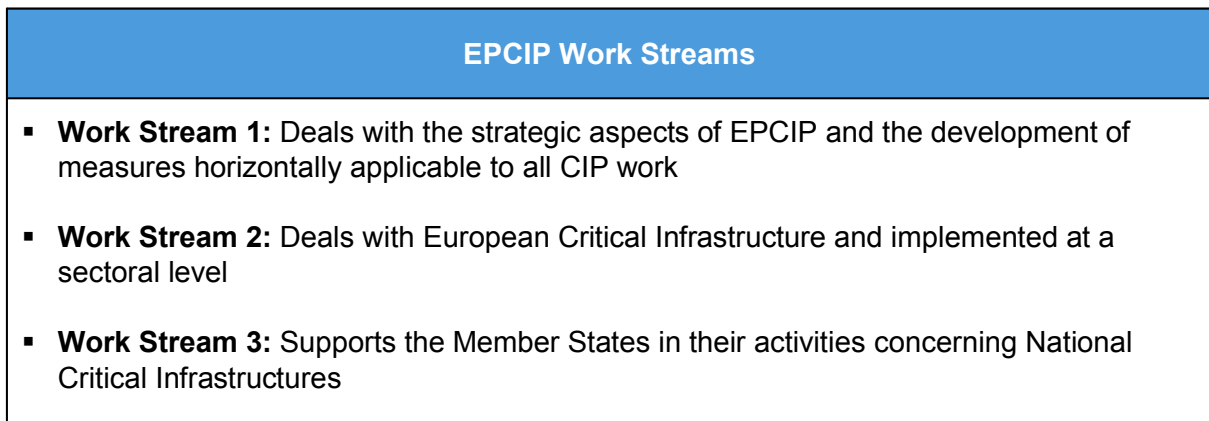 EPCIP Work Streams
▪ Work Stream 1: Deals with the strategic aspects of EPCIP and the development of
measures horizontally applicable to all CIP work
▪ Work Stream 2: Deals with European Critical Infrastructure and implemented at a
sectoral level
▪ Work Stream 3: Supports the Member States in their activities concerning National
Critical Infrastructures